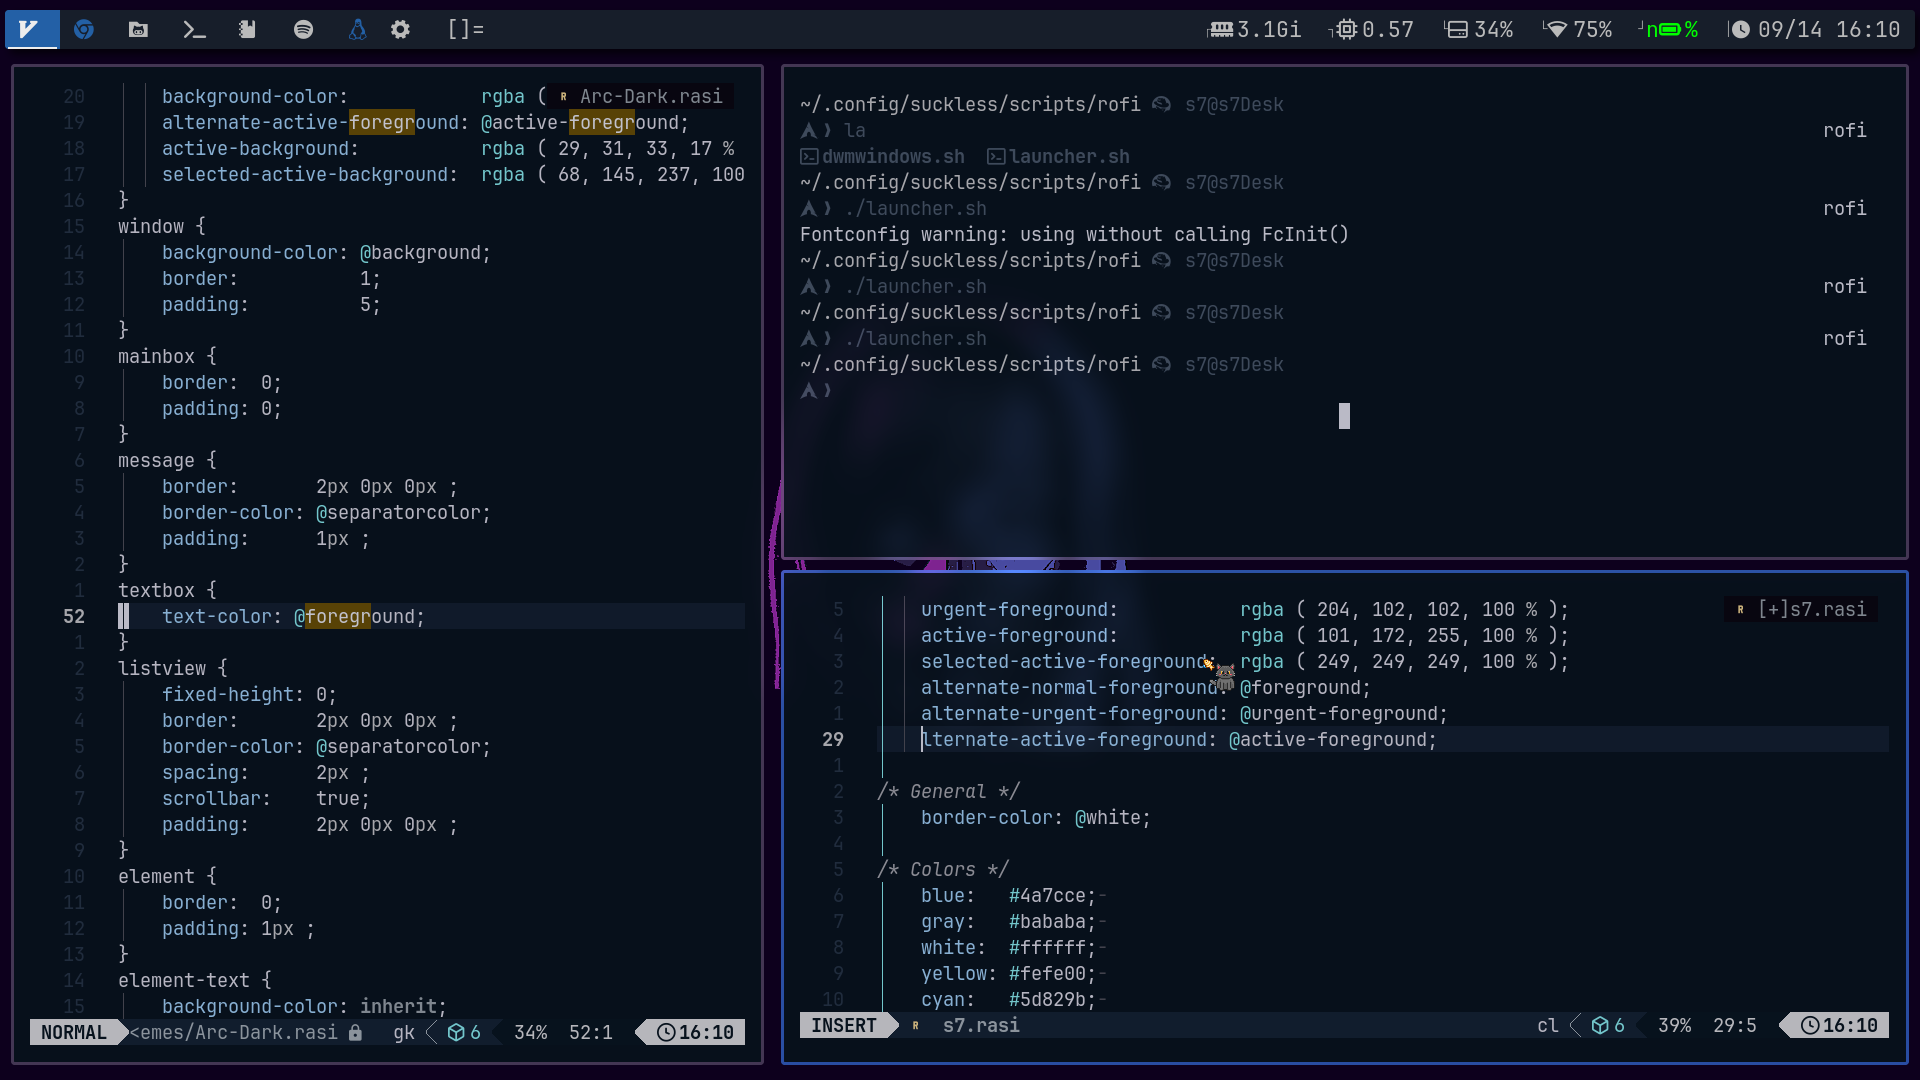 []= 3.1Gi 0.57 34% 75% n% 09/14 16:10
20 background-color: rgba ( Arc-Dark.rasi
19 alternate-active-foreground: @active-foreground;
18 active-background: rgba ( 29, 31, 33, 17 %
17 selected-active-background: rgba ( 68, 145, 237, 100
16 }
15 window {
14 background-color: @background;
13 border: 1;
12 padding: 5;
11 }
10 mainbox {
9 border: 0;
8 padding: 0;
7 }
6 message {
5 border: 2px 0px 0px ;
4 border-color: @separatorcolor;
3 padding: 1px ;
2 }
1 textbox {
52 text-color: @foreground;
1 }
2 listview {
3 fixed-height: 0;
4 border: 2px 0px 0px ;
5 border-color: @separatorcolor;
6 spacing: 2px ;
7 scrollbar: true;
8 padding: 2px 0px 0px ;
9 }
10 element {
11 border: 0;
12 padding: 1px ;
13 }
14 element-text {
15 background-color: inherit;
NORMAL <emes/Arc-Dark.rasi gk 6 34% 52:1 16:10
~/.config/suckless/scripts/rofi s7@s7Desk
❯ la rofi
dwmwindows.sh launcher.sh
~/.config/suckless/scripts/rofi s7@s7Desk
❯ ./launcher.sh rofi
Fontconfig warning: using without calling FcInit()
~/.config/suckless/scripts/rofi s7@s7Desk
❯ ./launcher.sh rofi
~/.config/suckless/scripts/rofi s7@s7Desk
❯ ./launcher.sh rofi
~/.config/suckless/scripts/rofi s7@s7Desk
❯
5 urgent-foreground: rgba ( 204, 102, 102, 100 % ); [+]s7.rasi
4 active-foreground: rgba ( 101, 172, 255, 100 % );
3 selected-active-foreground: rgba ( 249, 249, 249, 100 % );
2 alternate-normal-foreground: @foreground;
1 alternate-urgent-foreground: @urgent-foreground;
29 lternate-active-foreground: @active-foreground;
1
2 /* General */
3 border-color: @white;
4
5 /* Colors */
6 blue: #4a7cce;-
7 gray: #bababa;-
8 white: #ffffff;-
9 yellow: #fefe00;-
10 cyan: #5d829b;-
INSERT s7.rasi cl 6 39% 29:5 16:10